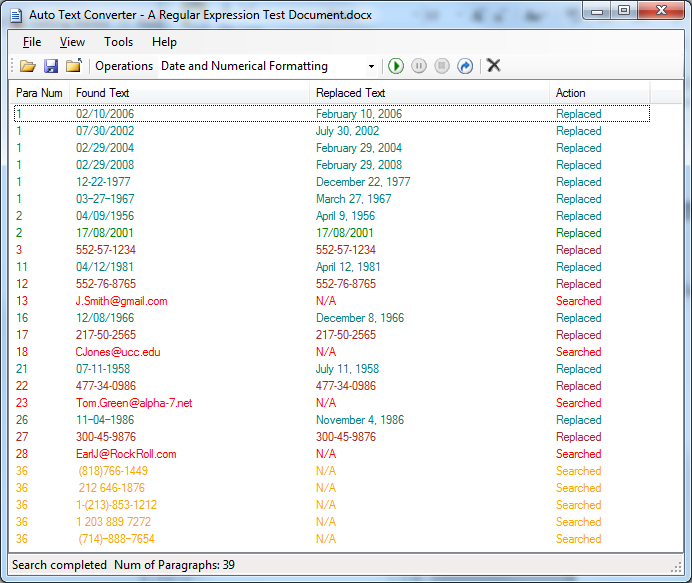 Auto Text Converter - A Regular Expression Test Document.docx
File View Tools Help
Operations Date and Numerical Formatting
Para Num Found Text Replaced Text Action
1 02/10/2006 February 10, 2006 Replaced
1 07/30/2002 July 30, 2002 Replaced
1 02/29/2004 February 29, 2004 Replaced
1 02/29/2008 February 29, 2008 Replaced
1 12-22-1977 December 22, 1977 Replaced
1 03-27-1967 March 27, 1967 Replaced
2 04/09/1956 April 9, 1956 Replaced
2 17/08/2001 17/08/2001 Replaced
3 552-57-1234 552-57-1234 Replaced
11 04/12/1981 April 12, 1981 Replaced
12 552-76-8765 552-76-8765 Replaced
13 J.Smith@gmail.com N/A Searched
16 12/08/1966 December 8, 1966 Replaced
17 217-50-2565 217-50-2565 Replaced
18 CJones@ucc.edu N/A Searched
21 07-11-1958 July 11, 1958 Replaced
22 477-34-0986 477-34-0986 Replaced
23 Tom.Green@alpha-7.net N/A Searched
26 11-04-1986 November 4, 1986 Replaced
27 300-45-9876 300-45-9876 Replaced
28 EarlJ@RockRoll.com N/A Searched
36 (818)766-1449 N/A Searched
36 212 646-1876 N/A Searched
36 1-(213)-853-1212 N/A Searched
36 1 203 889 7272 N/A Searched
36 (714)-888-7654 N/A Searched
Search completed Num of Paragraphs: 39